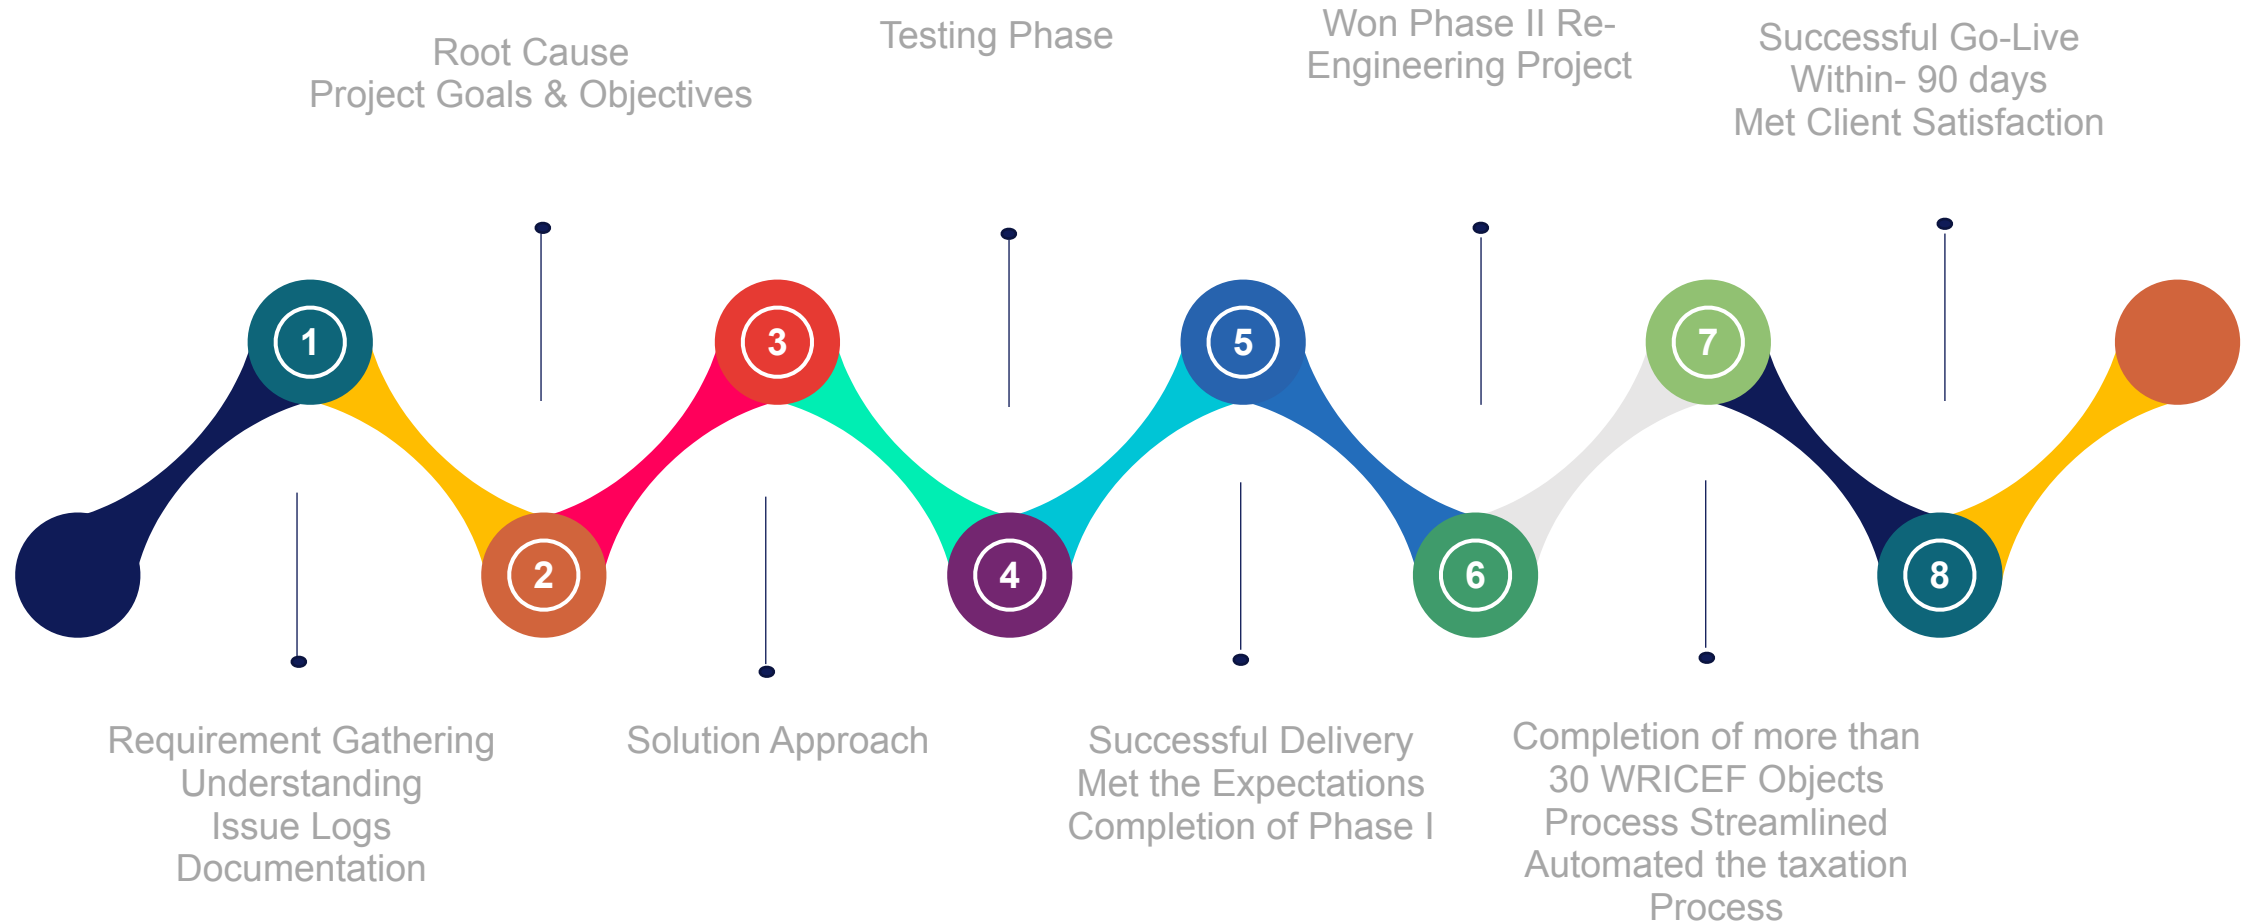 Root Cause
Project Goals & Objectives
Testing Phase
Won Phase II Re-
Engineering Project
Successful Go-Live
Within- 90 days
Met Client Satisfaction
1
2
3
4
5
6
7
8
Requirement Gathering
Understanding
Issue Logs
Documentation
Solution Approach
Successful Delivery
Met the Expectations
Completion of Phase I
Completion of more than
30 WRICEF Objects
Process Streamlined
Automated the taxation
Process